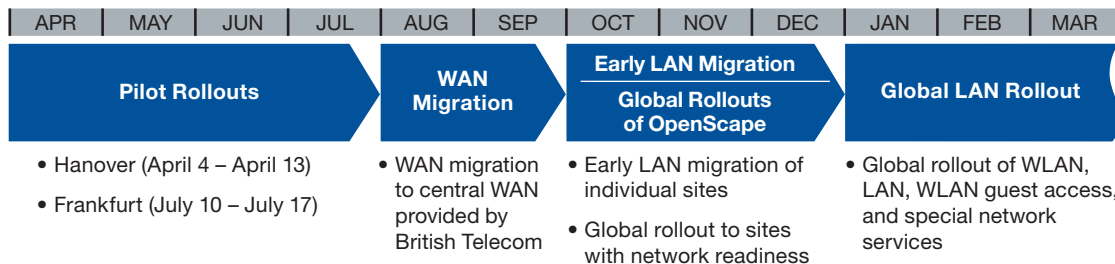 APR MAY JUN JUL AUG SEP OCT NOV DEC JAN FEB MAR
Pilot Rollouts
WAN
Migration
Early LAN Migration
Global Rollouts
of OpenScape
Global LAN Rollout
• Hanover (April 4 – April 13)
• Frankfurt (July 10 – July 17)
• WAN migration
to central WAN
provided by
British Telecom
• Early LAN migration of
individual sites
• Global rollout to sites
with network readiness
• Global rollout of WLAN,
LAN, WLAN guest access,
and special network
services